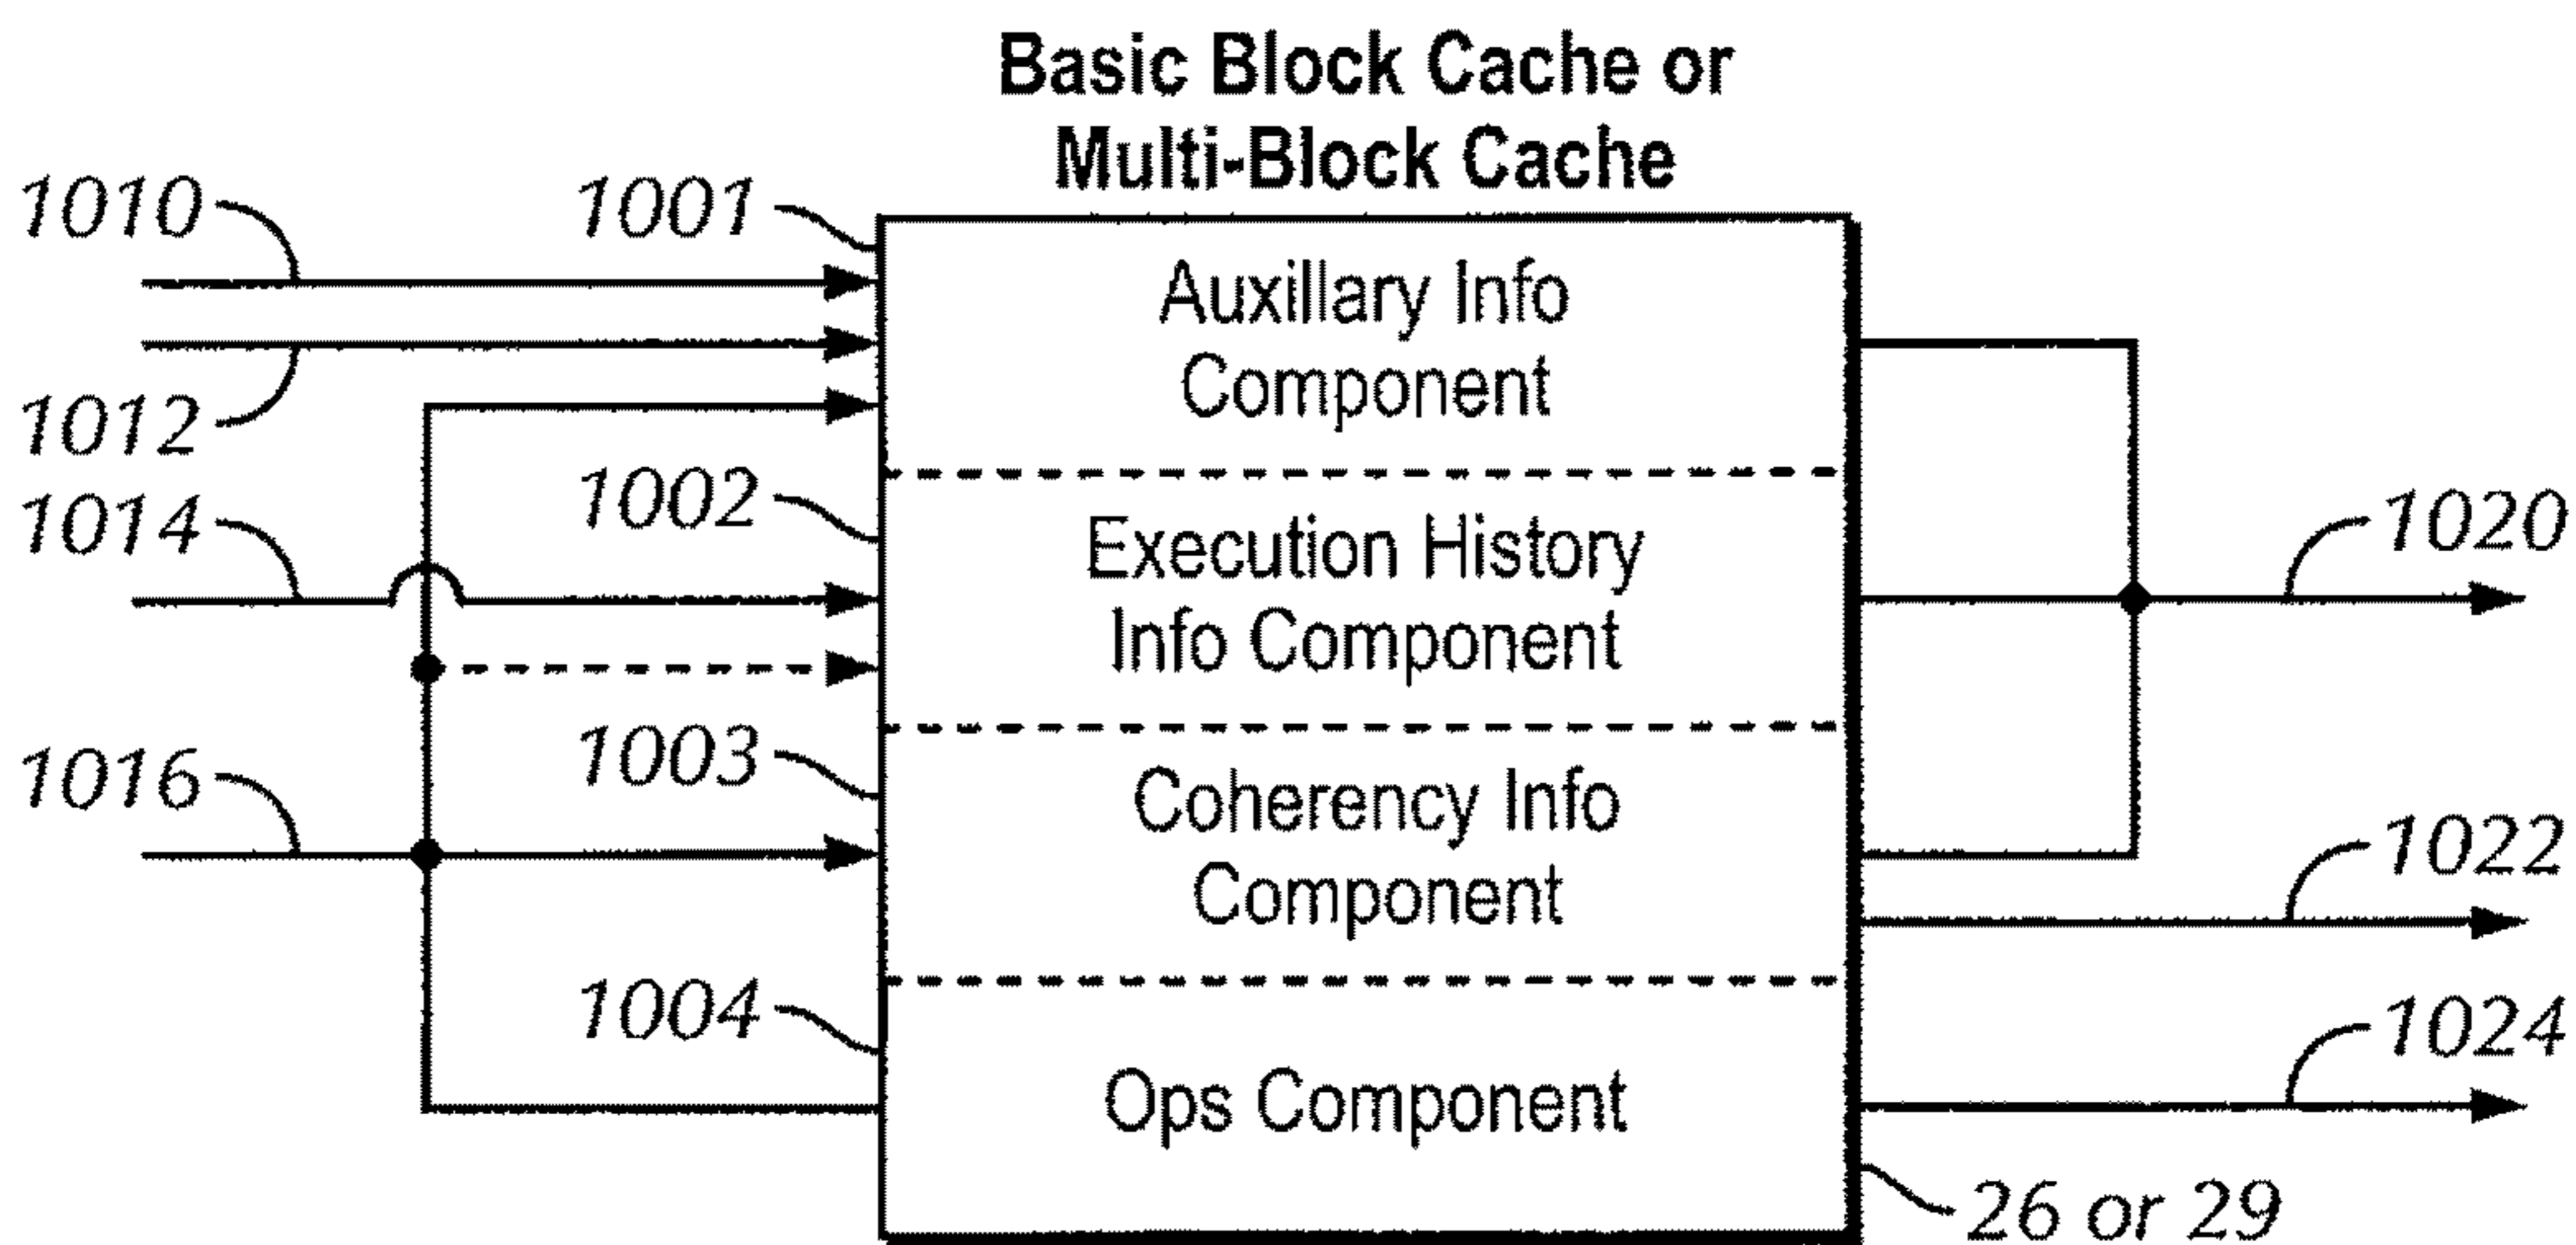 Basic Block Cache or
Multi-Block Cache
1010
1001
Auxillary Info
Component
1012
1002
1014
Execution History
Info Component
1020
1003
1016
Coherency Info
Component
1022
1004
1024
Ops Component
26 or 29